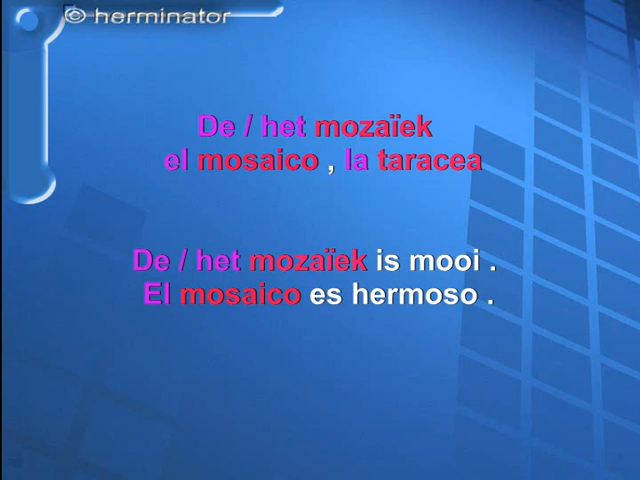 © herminator
De / het mozaïek
el mosaico , la taracea
De / het mozaïek is mooi .
El mosaico es hermoso .